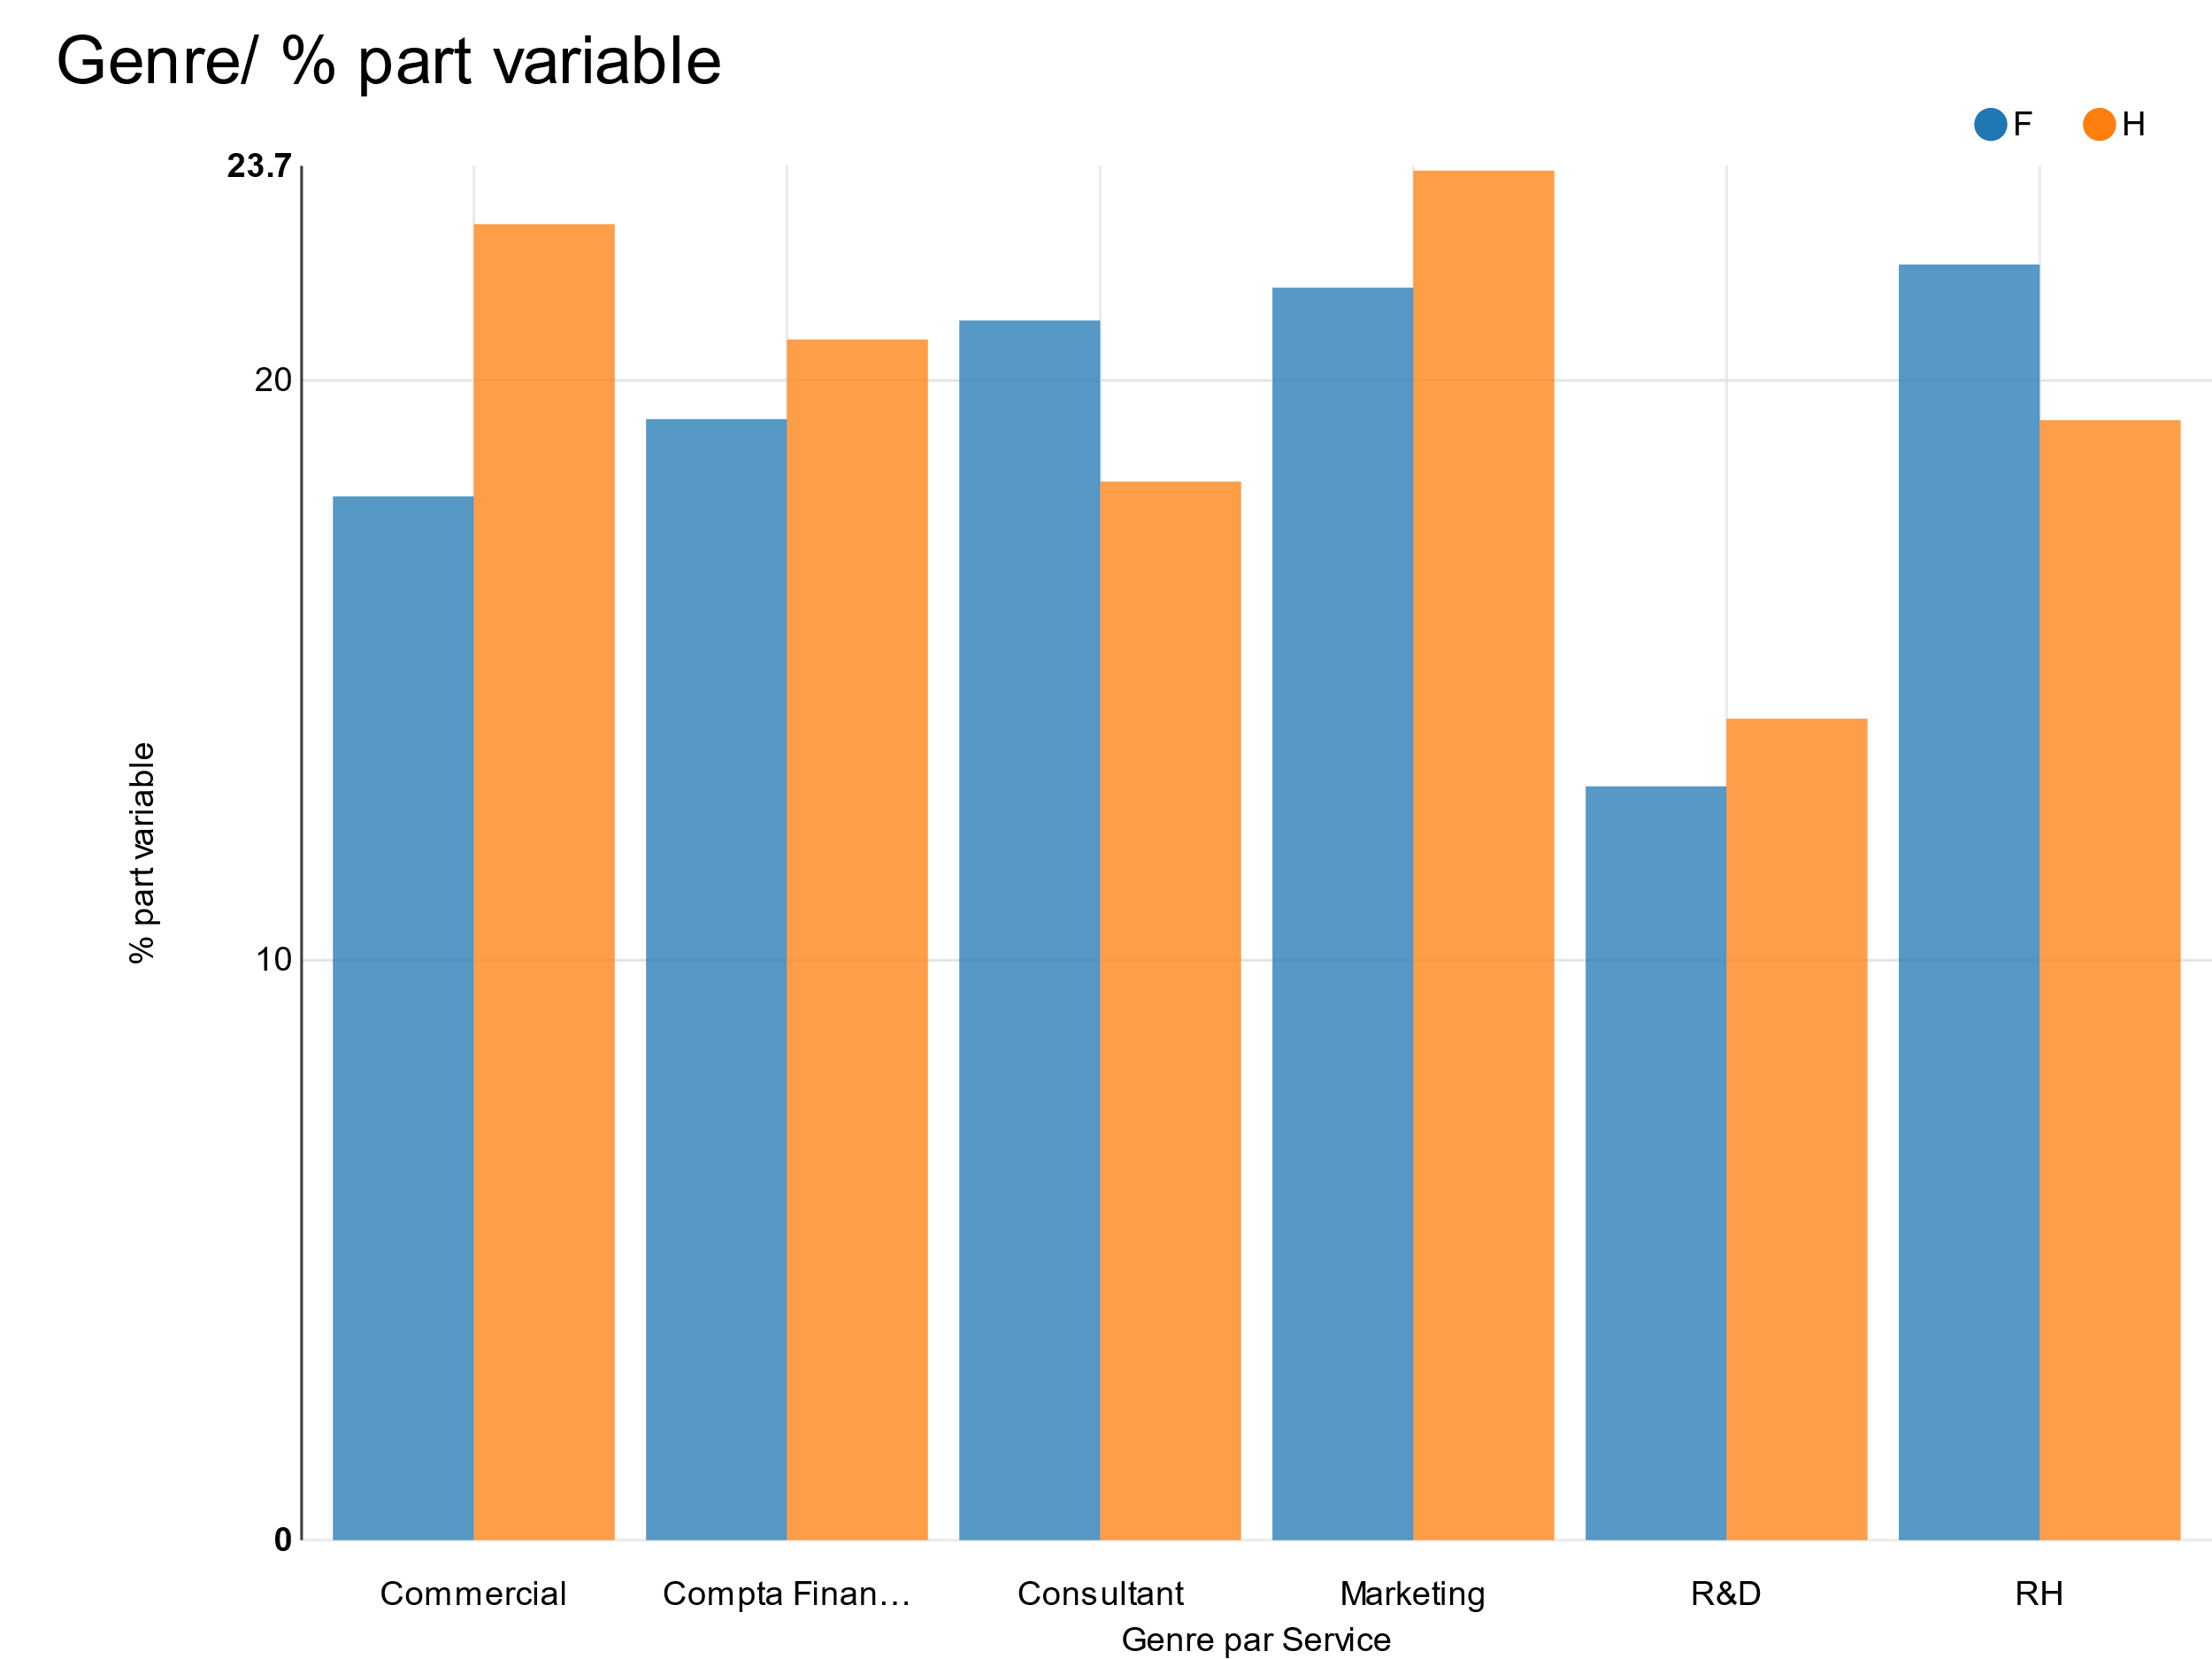 Genre/ % part variable
F H
23.7
20
10
0
% part variable
Commercial Compta Finan… Consultant Marketing R&D RH
Genre par Service